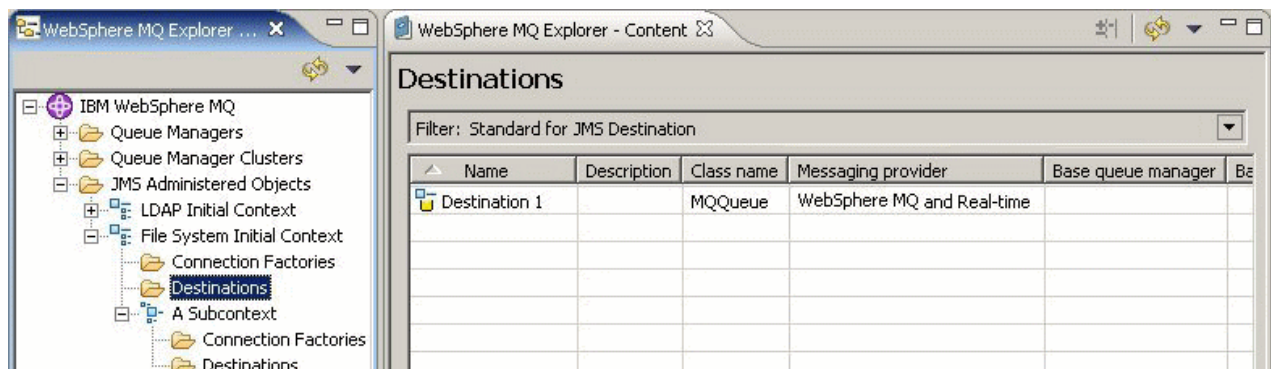 WebSphere MQ Explorer ...
IBM WebSphere MQ
Queue Managers
Queue Manager Clusters
JMS Administered Objects
LDAP Initial Context
File System Initial Context
Connection Factories
Destinations
A Subcontext
Connection Factories
Destinations
WebSphere MQ Explorer - Content
Destinations
Filter: Standard for JMS Destination
Name Description Class name Messaging provider Base queue manager Ba
Destination 1 MQQueue WebSphere MQ and Real-time